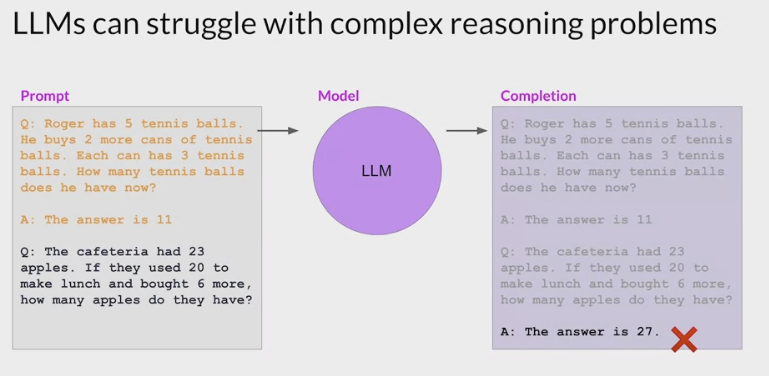 LLMs can struggle with complex reasoning problems
Prompt
Q: Roger has 5 tennis balls.
He buys 2 more cans of tennis
balls. Each can has 3 tennis
balls. How many tennis balls
does he have now?
A: The answer is 11
Q: The cafeteria had 23
apples. If they used 20 to
make lunch and bought 6 more,
how many apples do they have?
Model
LLM
Completion
Q: Roger has 5 tennis balls.
He buys 2 more cans of tennis
balls. Each can has 3 tennis
balls. How many tennis balls
does he have now?
A: The answer is 11
Q: The cafeteria had 23
apples. If they used 20 to
make lunch and bought 6 more,
how many apples do they have?
A: The answer is 27.